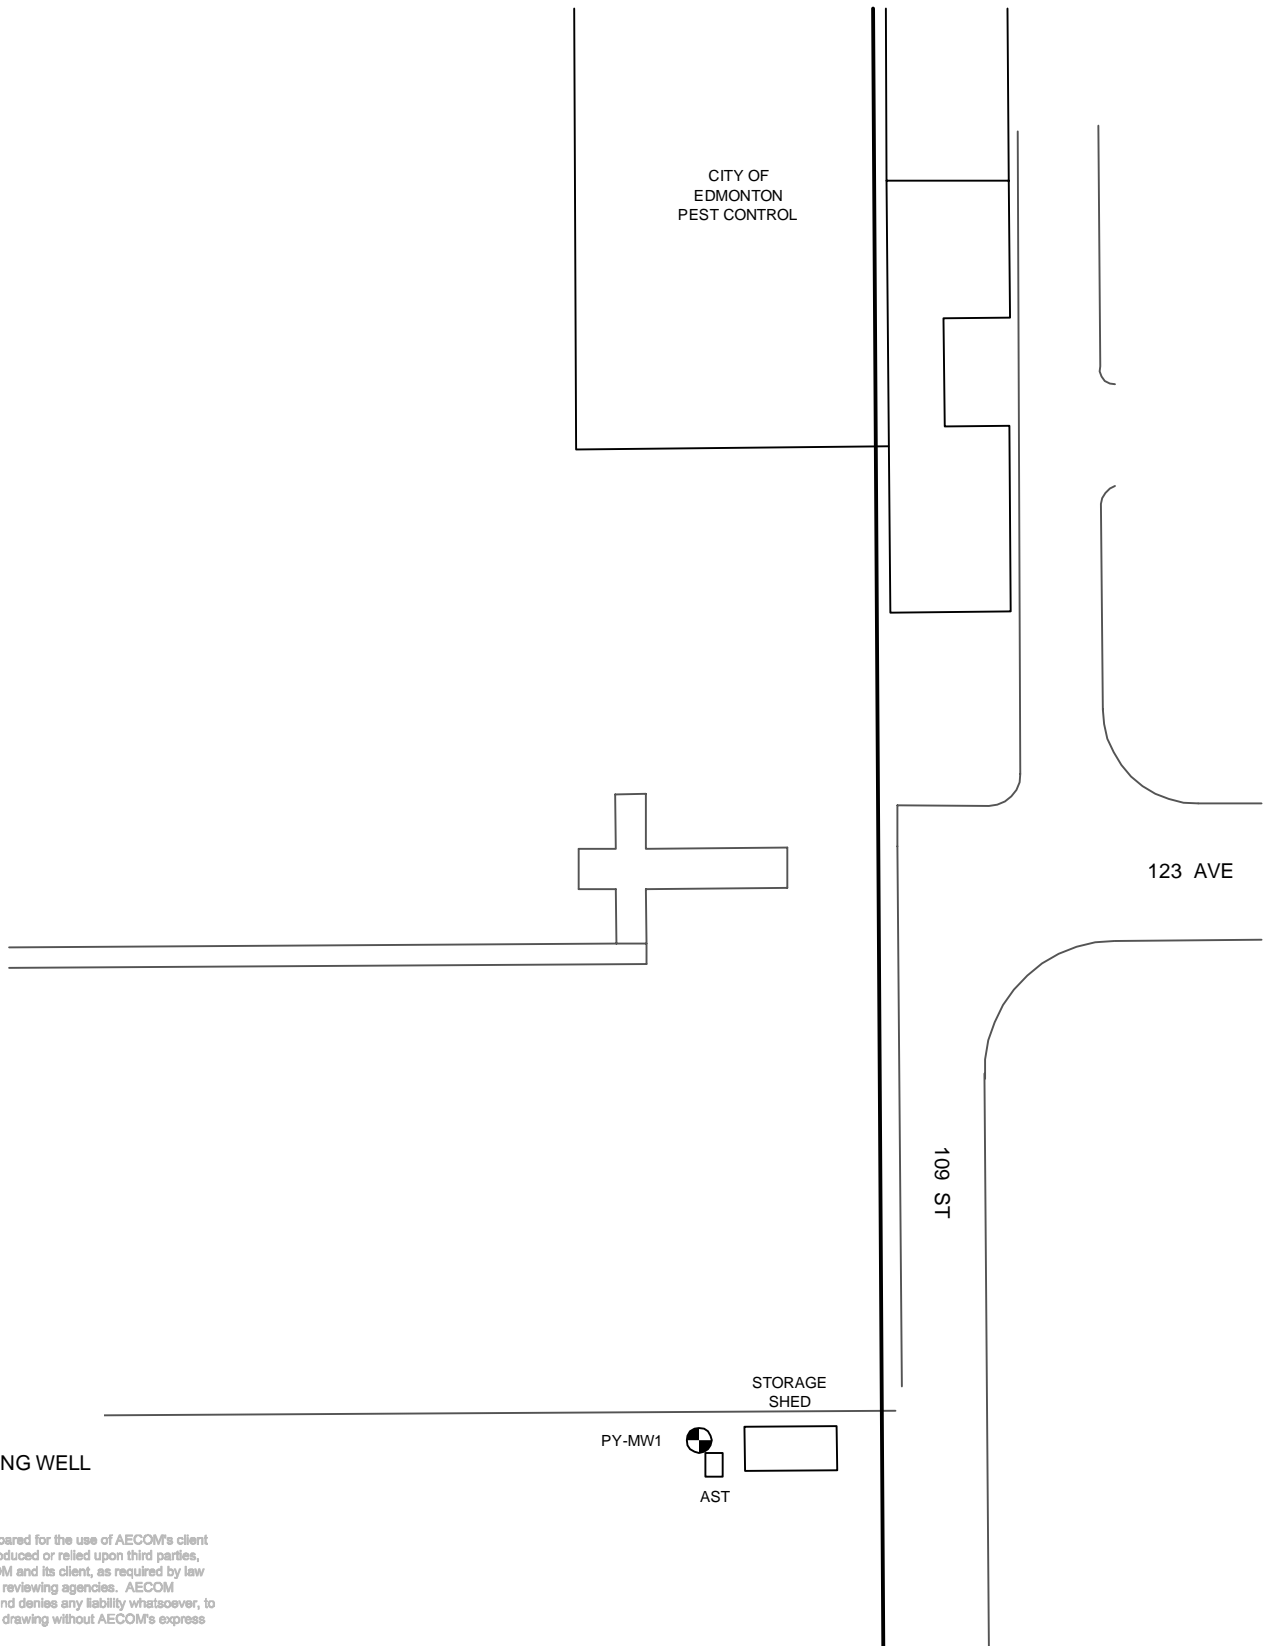 CITY OF
EDMONTON
PEST CONTROL
123 AVE
109 ST
STORAGE
SHED
PY-MW1
NG WELL
AST
pared for the use of AECOM's client
oduced or relied upon third parties,
OM and its client, as required by law
reviewing agencies. AECOM
nd denies any liability whatsoever, to
drawing without AECOM's express